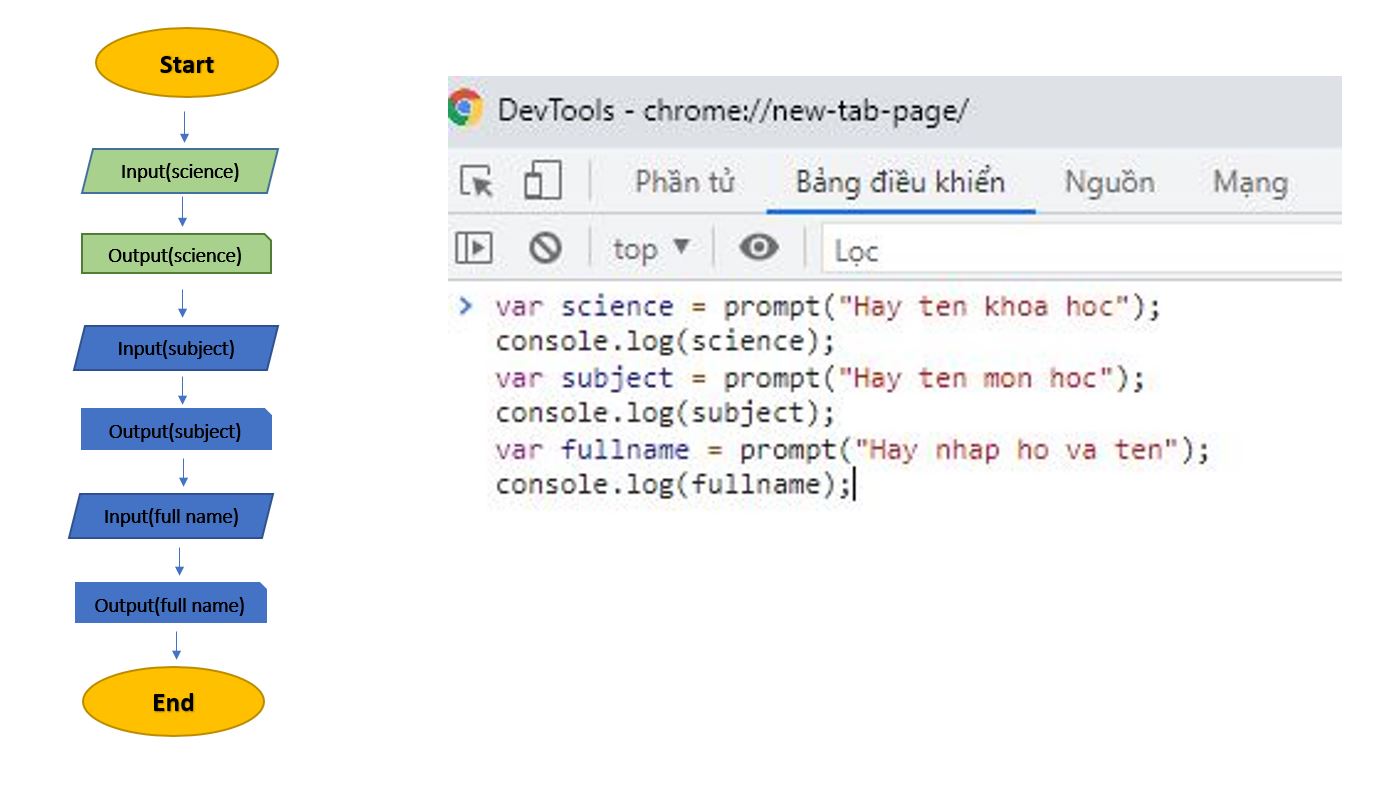 Start
Input(science)
Output(science)
Input(subject)
Output(subject)
Input(full name)
Output(full name)
End
DevTools - chrome://new-tab-page/
Phần tử Bảng điều khiển Nguồn Mạng
top ▼ Lọc
> var science = prompt("Hay ten khoa hoc");
console.log(science);
var subject = prompt("Hay ten mon hoc");
console.log(subject);
var fullname = prompt("Hay nhap ho va ten");
console.log(fullname);